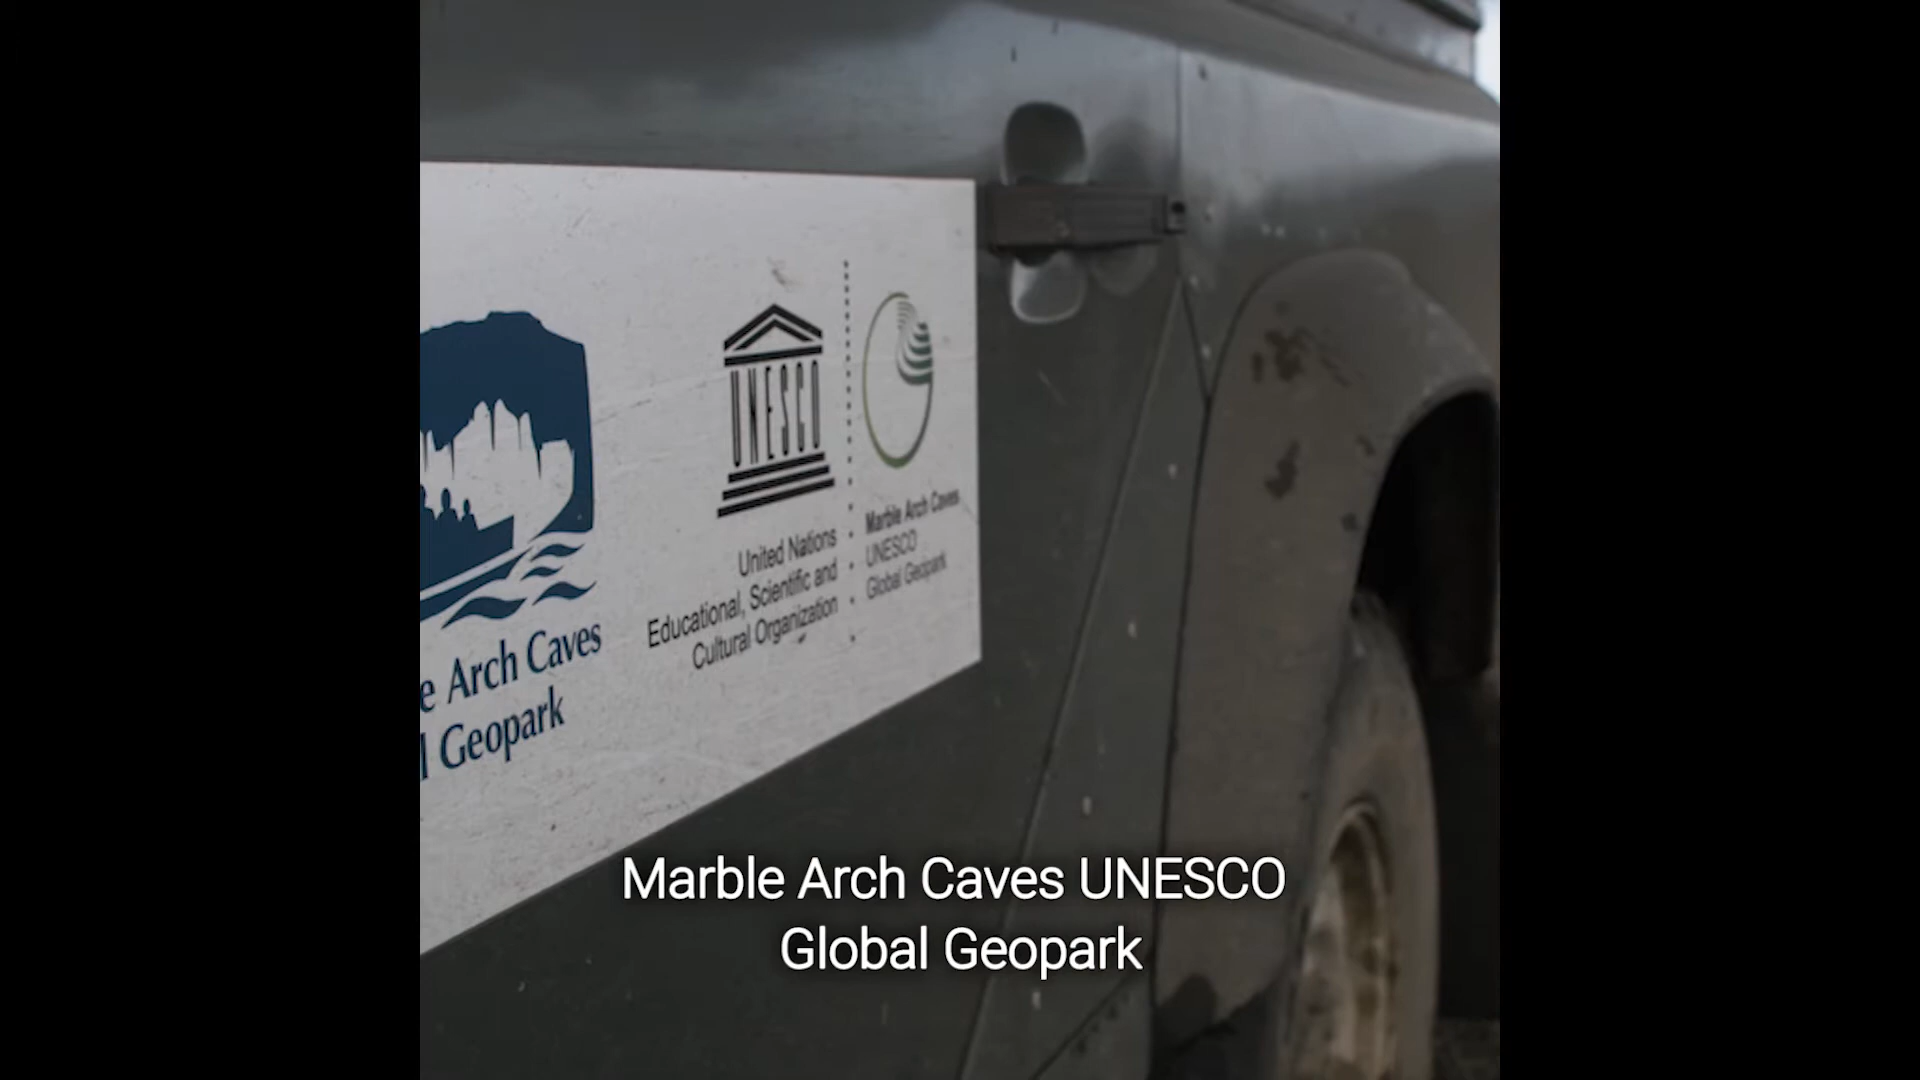 e Arch Caves
l Geopark
UNESCO
United Nations
Educational, Scientific and
Cultural Organization
Marble Arch Caves
UNESCO
Global Geopark
Marble Arch Caves UNESCO
Global Geopark